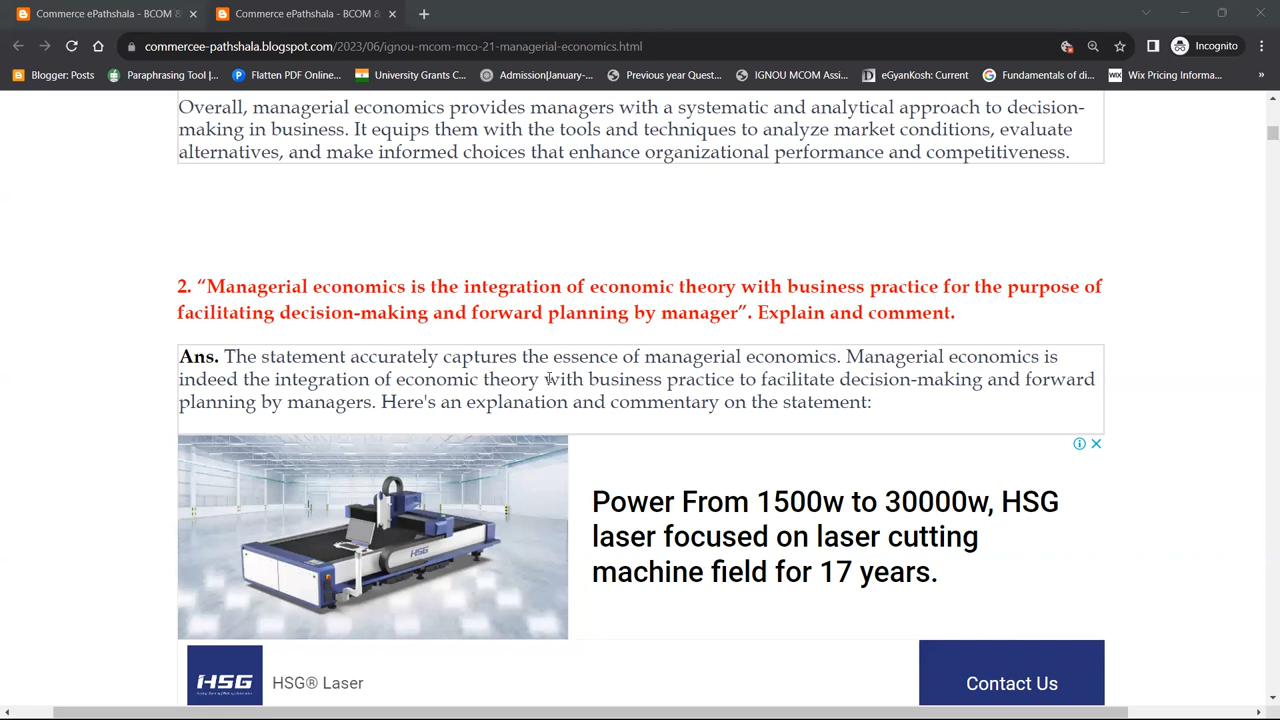 Commerce ePathshala - BCOM &
Commerce ePathshala - BCOM &
commercee-pathshala.blogspot.com/2023/06/ignou-mcom-mco-21-managerial-economics.html
Incognito
Blogger: Posts
Paraphrasing Tool |...
Flatten PDF Online...
University Grants C...
Admission|January-...
Previous year Quest...
IGNOU MCOM Assi...
eGyanKosh: Current
Fundamentals of di...
Wix Pricing Informa...
Overall, managerial economics provides managers with a systematic and analytical approach to decision-
making in business. It equips them with the tools and techniques to analyze market conditions, evaluate
alternatives, and make informed choices that enhance organizational performance and competitiveness.
2. “Managerial economics is the integration of economic theory with business practice for the purpose of
facilitating decision-making and forward planning by manager”. Explain and comment.
Ans. The statement accurately captures the essence of managerial economics. Managerial economics is
indeed the integration of economic theory with business practice to facilitate decision-making and forward
planning by managers. Here's an explanation and commentary on the statement:
HSG
Power From 1500w to 30000w, HSG
laser focused on laser cutting
machine field for 17 years.
HSG
HSG® Laser
Contact Us